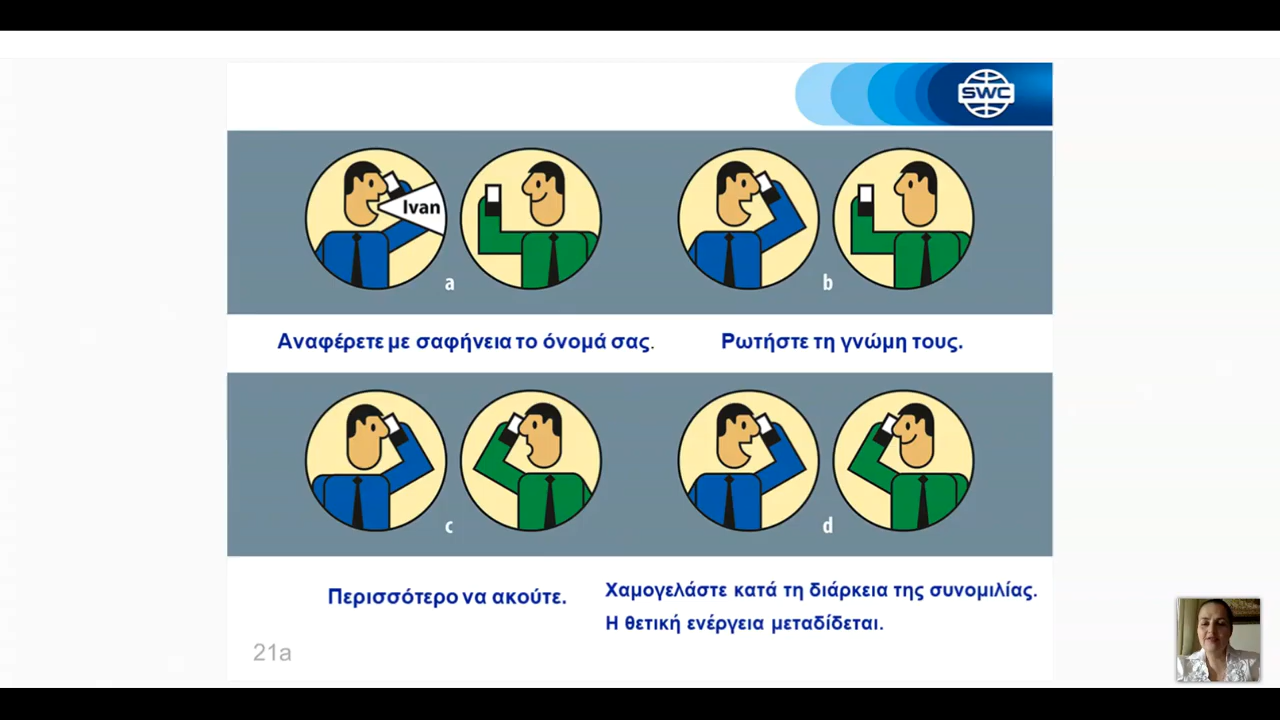 SWC
Ivan
a
b
Αναφέρετε με σαφήνεια το όνομά σας.
Ρωτήστε τη γνώμη τους.
c
d
Περισσότερο να ακούτε.
Χαμογελάστε κατά τη διάρκεια της συνομιλίας.
Η θετική ενέργεια μεταδίδεται.
21a